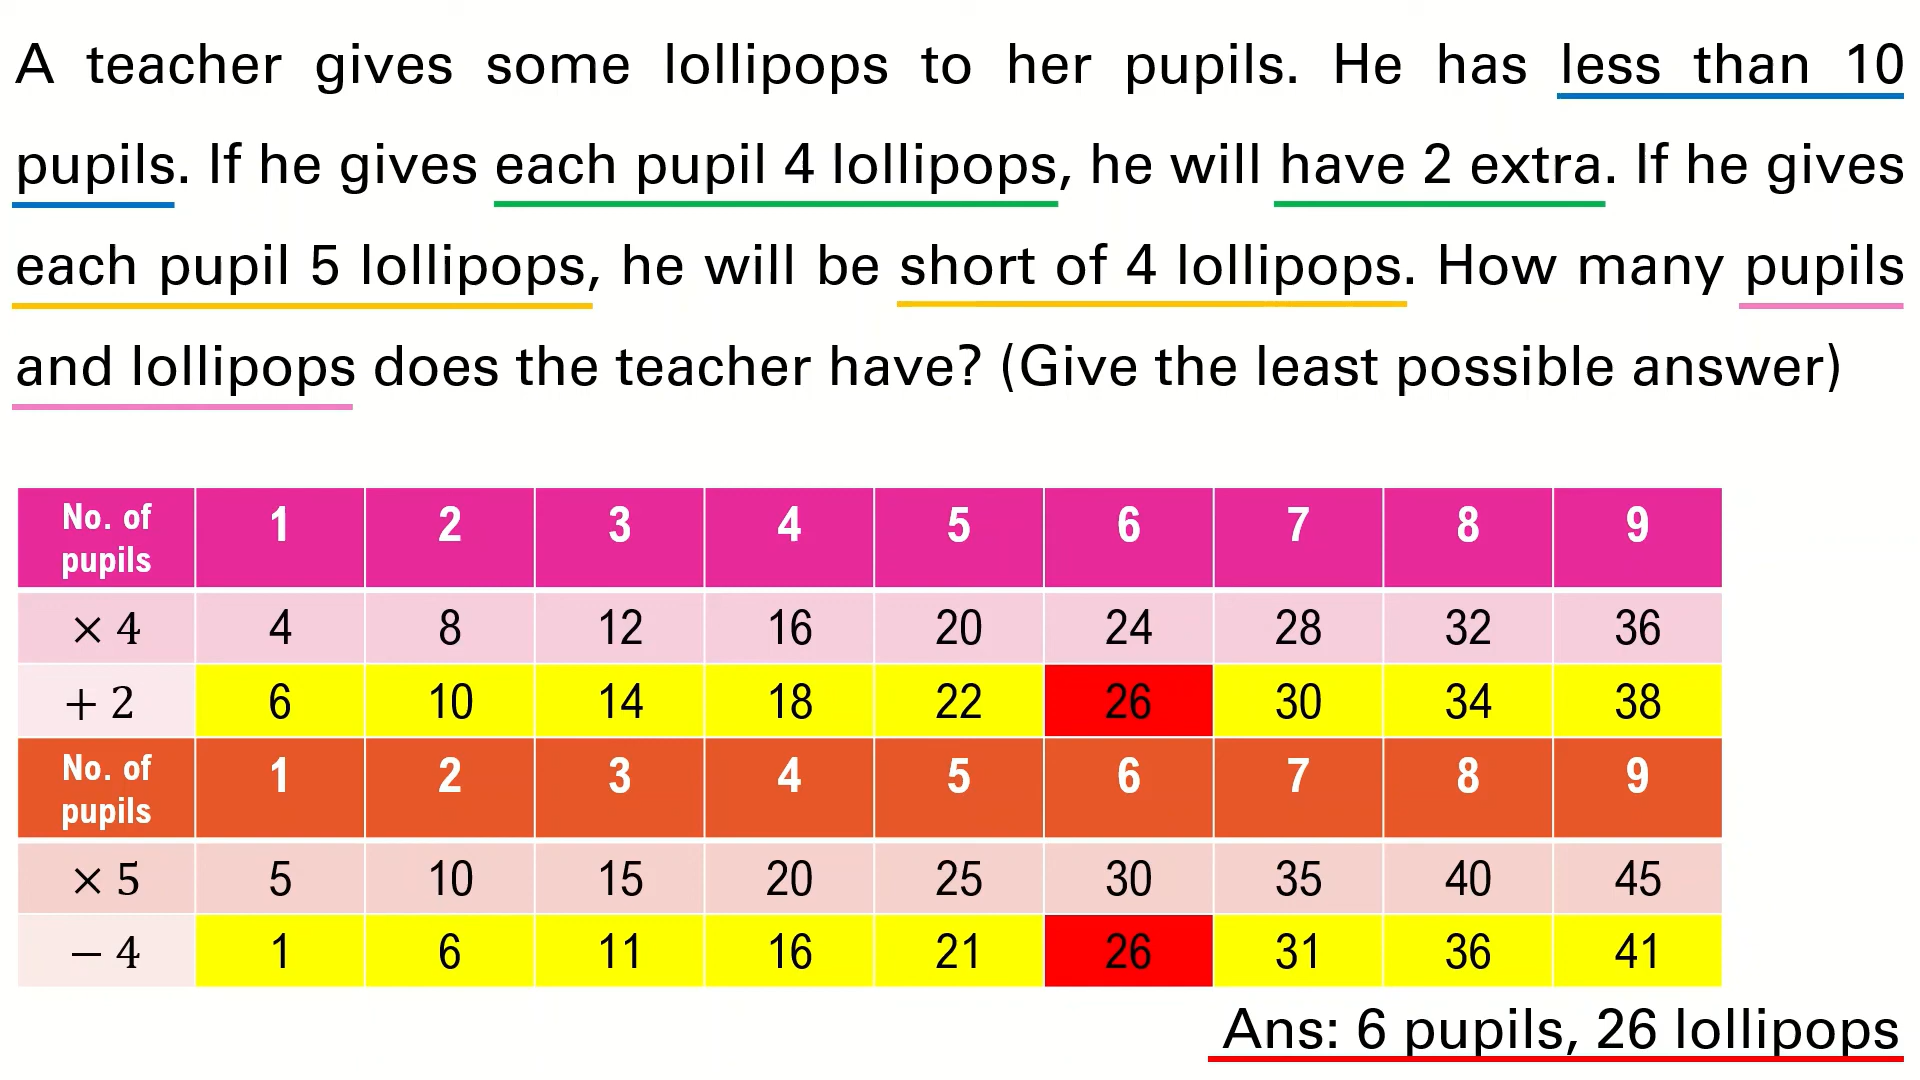 A teacher gives some lollipops to her pupils. He has less than 10
pupils. If he gives each pupil 4 lollipops, he will have 2 extra. If he gives
each pupil 5 lollipops, he will be short of 4 lollipops. How many pupils
and lollipops does the teacher have? (Give the least possible answer)
No. of pupils 1 2 3 4 5 6 7 8 9
× 4 4 8 12 16 20 24 28 32 36
+ 2 6 10 14 18 22 26 30 34 38
No. of pupils 1 2 3 4 5 6 7 8 9
× 5 5 10 15 20 25 30 35 40 45
− 4 1 6 11 16 21 26 31 36 41
Ans: 6 pupils, 26 lollipops